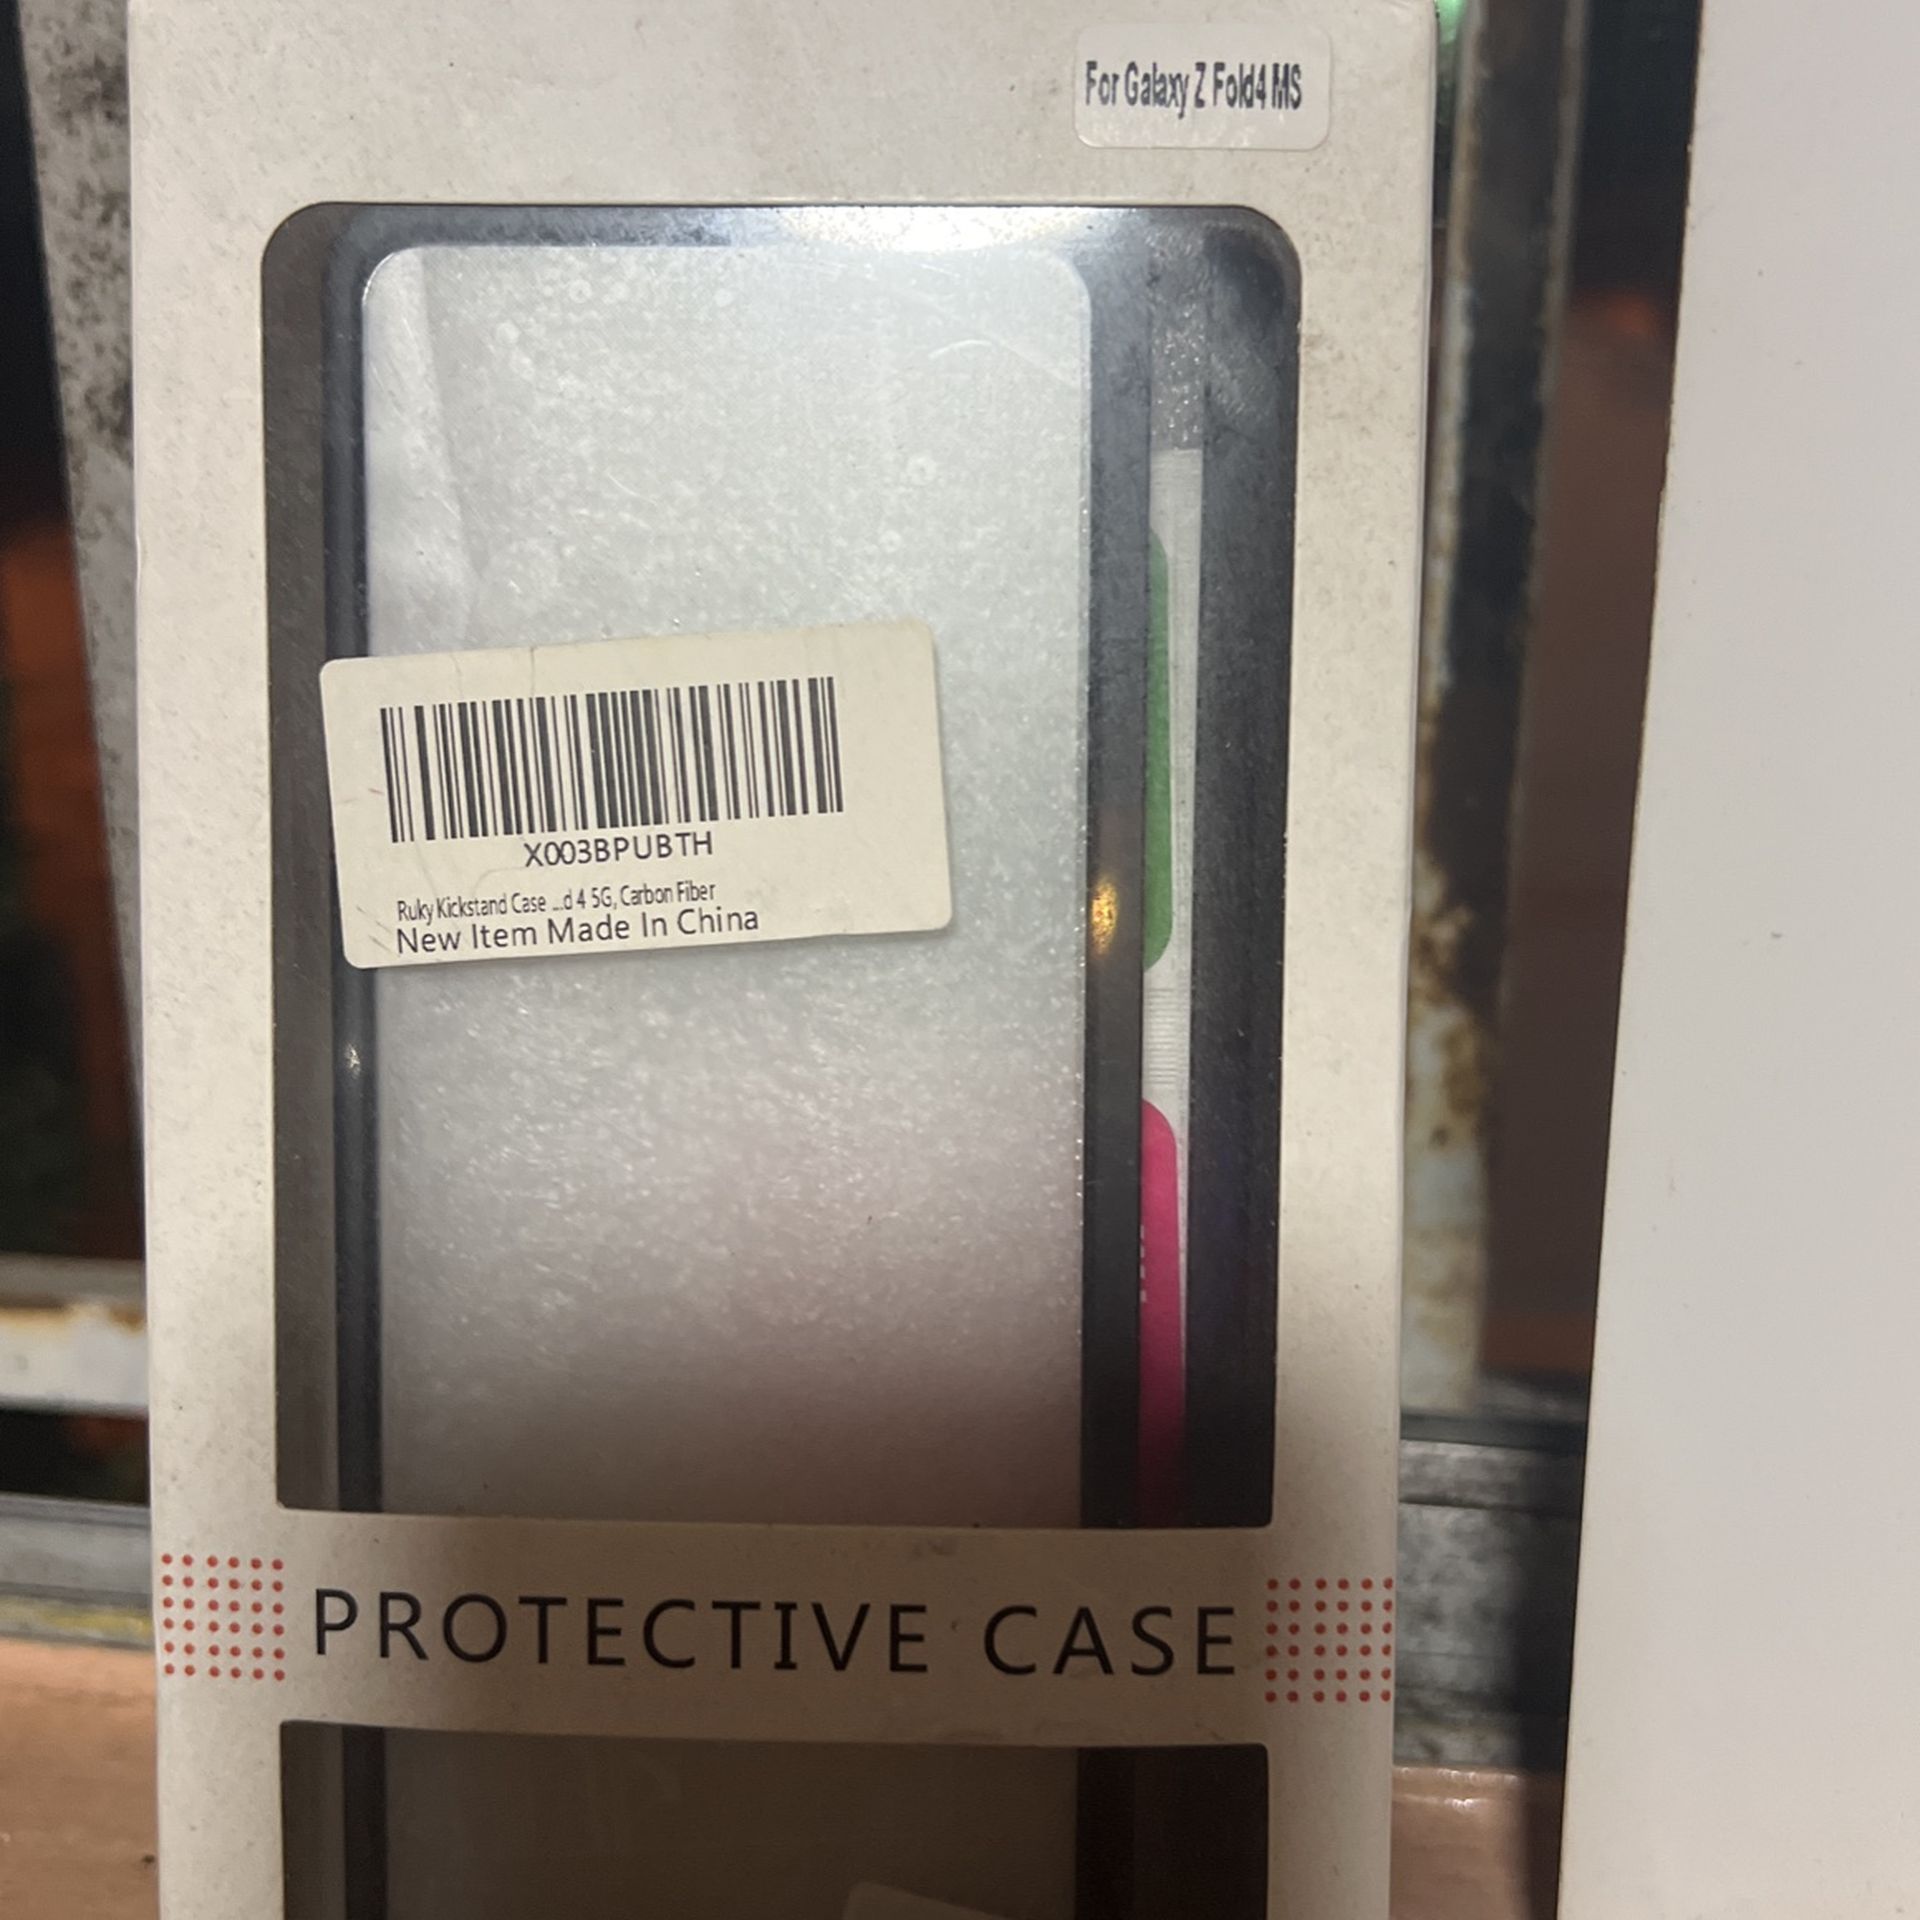 For Galaxy Z Fold4 MS
X003BPUBTH
Ruky Kickstand Case ...d 4 5G, Carbon Fiber
New Item Made In China
PROTECTIVE CASE